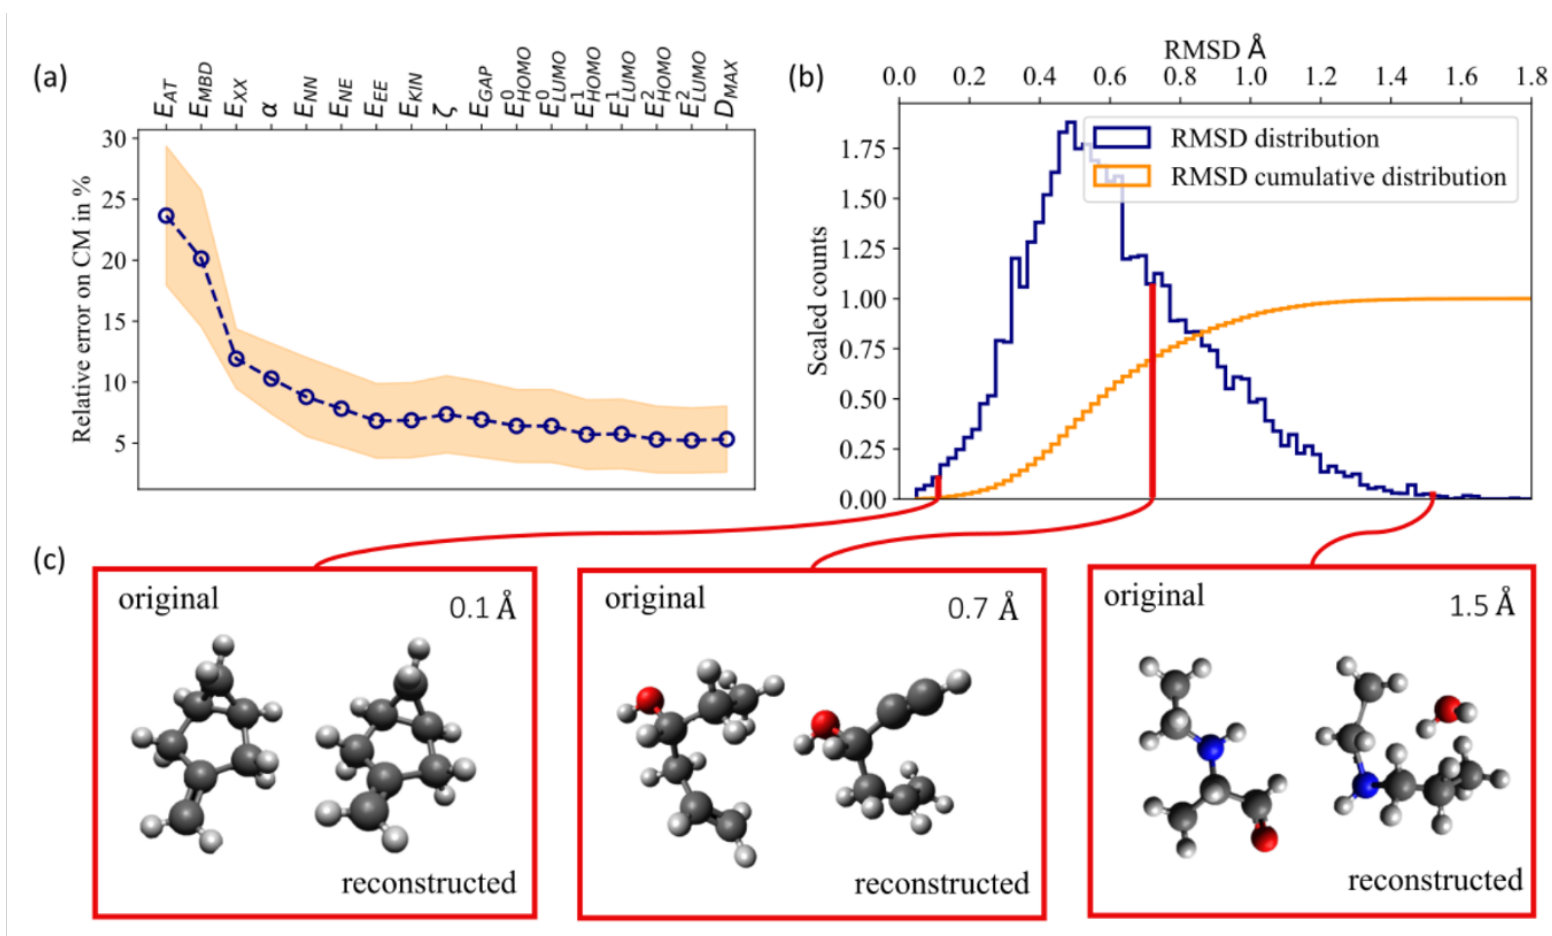 (a)
E_AT E_MBD E_XX α E_NN E_NE E_EE E_KIN ζ E_GAP E^0_HOMO E^0_LUMO E^1_HOMO E^1_LUMO E^2_HOMO E^2_LUMO D_MAX
Relative error on CM in %
30
25
20
15
10
5
(b)
RMSD Å
0.0 0.2 0.4 0.6 0.8 1.0 1.2 1.4 1.6 1.8
RMSD distribution
RMSD cumulative distribution
Scaled counts
1.75
1.50
1.25
1.00
0.75
0.50
0.25
0.00
(c)
original
0.1 Å
reconstructed
original
0.7 Å
reconstructed
original
1.5 Å
reconstructed